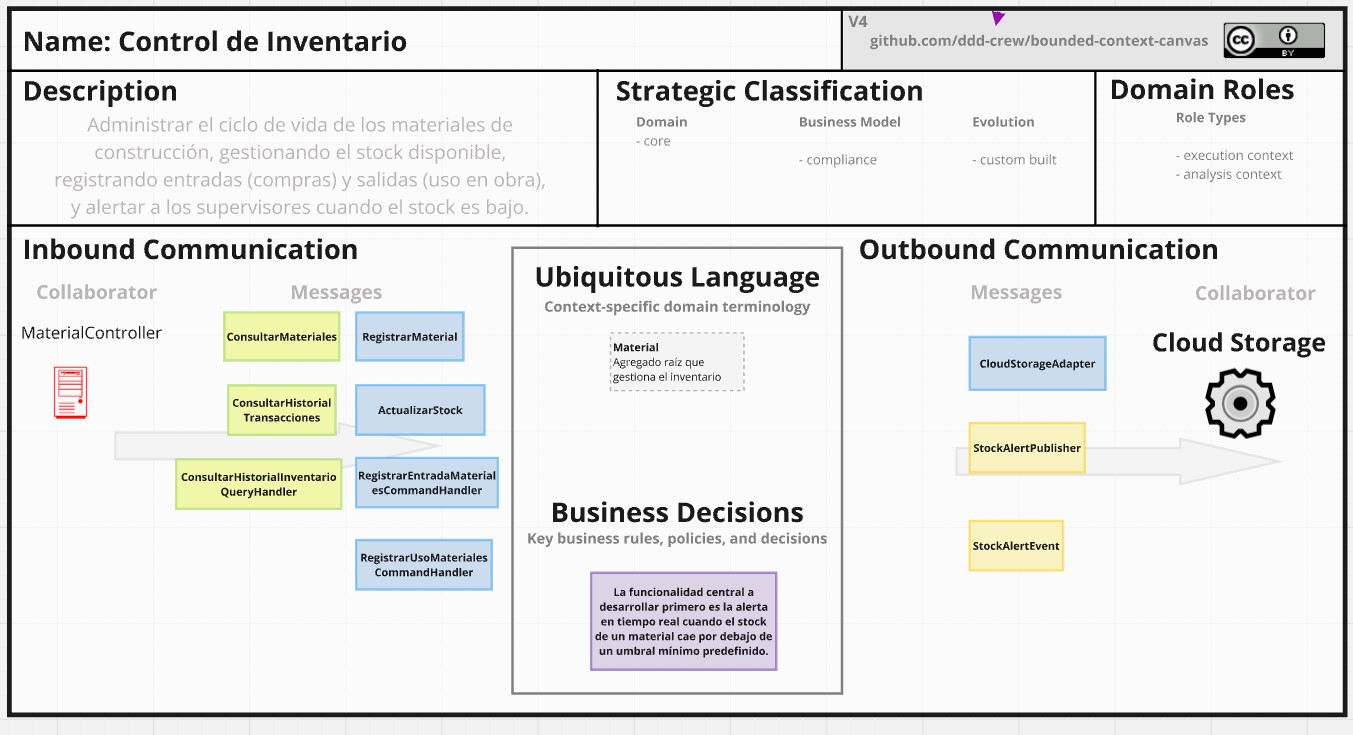 Name: Control de Inventario
V4
github.com/ddd-crew/bounded-context-canvas
cc
BY
Description
Administrar el ciclo de vida de los materiales de
construcción, gestionando el stock disponible,
registrando entradas (compras) y salidas (uso en obra),
y alertar a los supervisores cuando el stock es bajo.
Strategic Classification
Domain
- core
Business Model
- compliance
Evolution
- custom built
Domain Roles
Role Types
- execution context
- analysis context
Inbound Communication
Collaborator
Messages
MaterialController
ConsultarMateriales
RegistrarMaterial
ConsultarHistorial
Transacciones
ActualizarStock
ConsultarHistorialInventario
QueryHandler
RegistrarEntradaMaterial
esCommandHandler
RegistrarUsoMateriales
CommandHandler
Ubiquitous Language
Context-specific domain terminology
Material
Agregado raíz que
gestiona el inventario
Business Decisions
Key business rules, policies, and decisions
La funcionalidad central a
desarrollar primero es la alerta
en tiempo real cuando el stock
de un material cae por debajo de
un umbral mínimo predefinido.
Outbound Communication
Messages
Collaborator
Cloud Storage
CloudStorageAdapter
StockAlertPublisher
StockAlertEvent